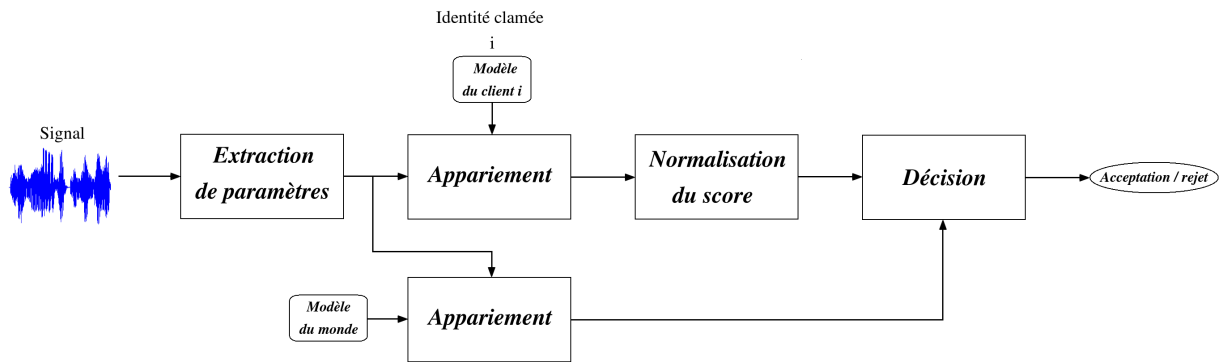 Identité clamée
i
Modèle
du client i
Signal
Extraction
de paramètres
Appariement
Normalisation
du score
Décision
Acceptation / rejet
Modèle
du monde
Appariement